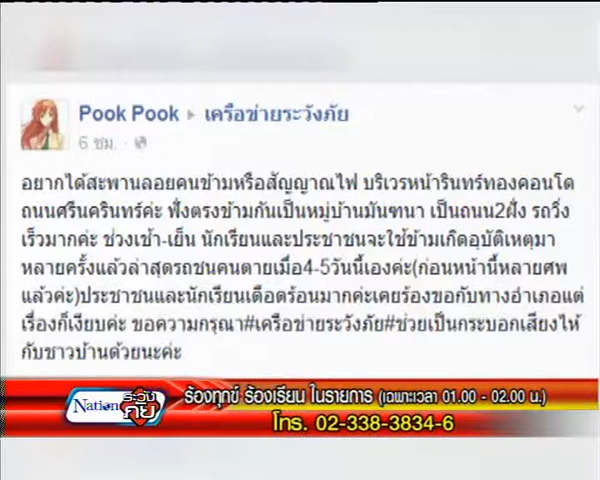 Pook Pook ▸ เครือข่ายระวังภัย
6 ชม. ·
อยากได้สะพานลอยคนข้ามหรือสัญญาณไฟ บริเวรหน้ารินทร์ทองคอนโด
ถนนศรีนครินทร์ค่ะ ฟั่งตรงข้ามกันเป็นหมู่บ้านมันฑนา เป็นถนน2ฝั่ง รถวิ่ง
เร็วมากค่ะ ช่วงเช้า-เย็น นักเรียนและประชาชนจะใช้ข้ามเกิดอุบัติเหตุมา
หลายครั้งแล้วล่าสุดรถชนคนตายเมื่อ4-5วันนี้เองค่ะ(ก่อนหน้านี้หลายศพ
แล้วค่ะ)ประชาชนและนักเรียนเดือดร้อนมากค่ะเคยร้องขอกับทางอำเภอแต่
เรื่องก็เงียบค่ะ ขอความกรุณา#เครือข่ายระวังภัย#ช่วยเป็นกระบอกเสียงไห้
กับชาวบ้านด้วยนะค่ะ
Nation ระวังภัย
ร้องทุกข์ ร้องเรียน ในรายการ (เฉพาะเวลา 01.00 - 02.00 น.)
โทร. 02-338-3834-6